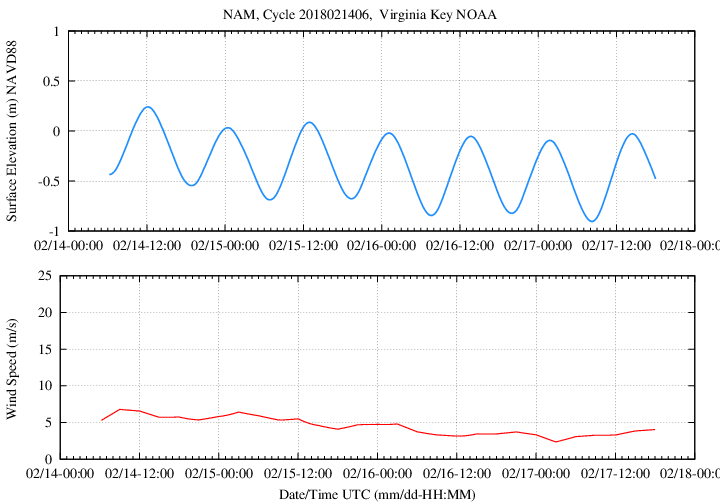 NAM, Cycle 2018021406,  Virginia Key NOAA
Surface Elevation (m) NAVD88
1
0.5
0
-0.5
-1
02/14-00:00 02/14-12:00 02/15-00:00 02/15-12:00 02/16-00:00 02/16-12:00 02/17-00:00 02/17-12:00 02/18-00:00
Wind Speed (m/s)
25
20
15
10
5
0
02/14-00:00 02/14-12:00 02/15-00:00 02/15-12:00 02/16-00:00 02/16-12:00 02/17-00:00 02/17-12:00 02/18-00:00
Date/Time UTC (mm/dd-HH:MM)